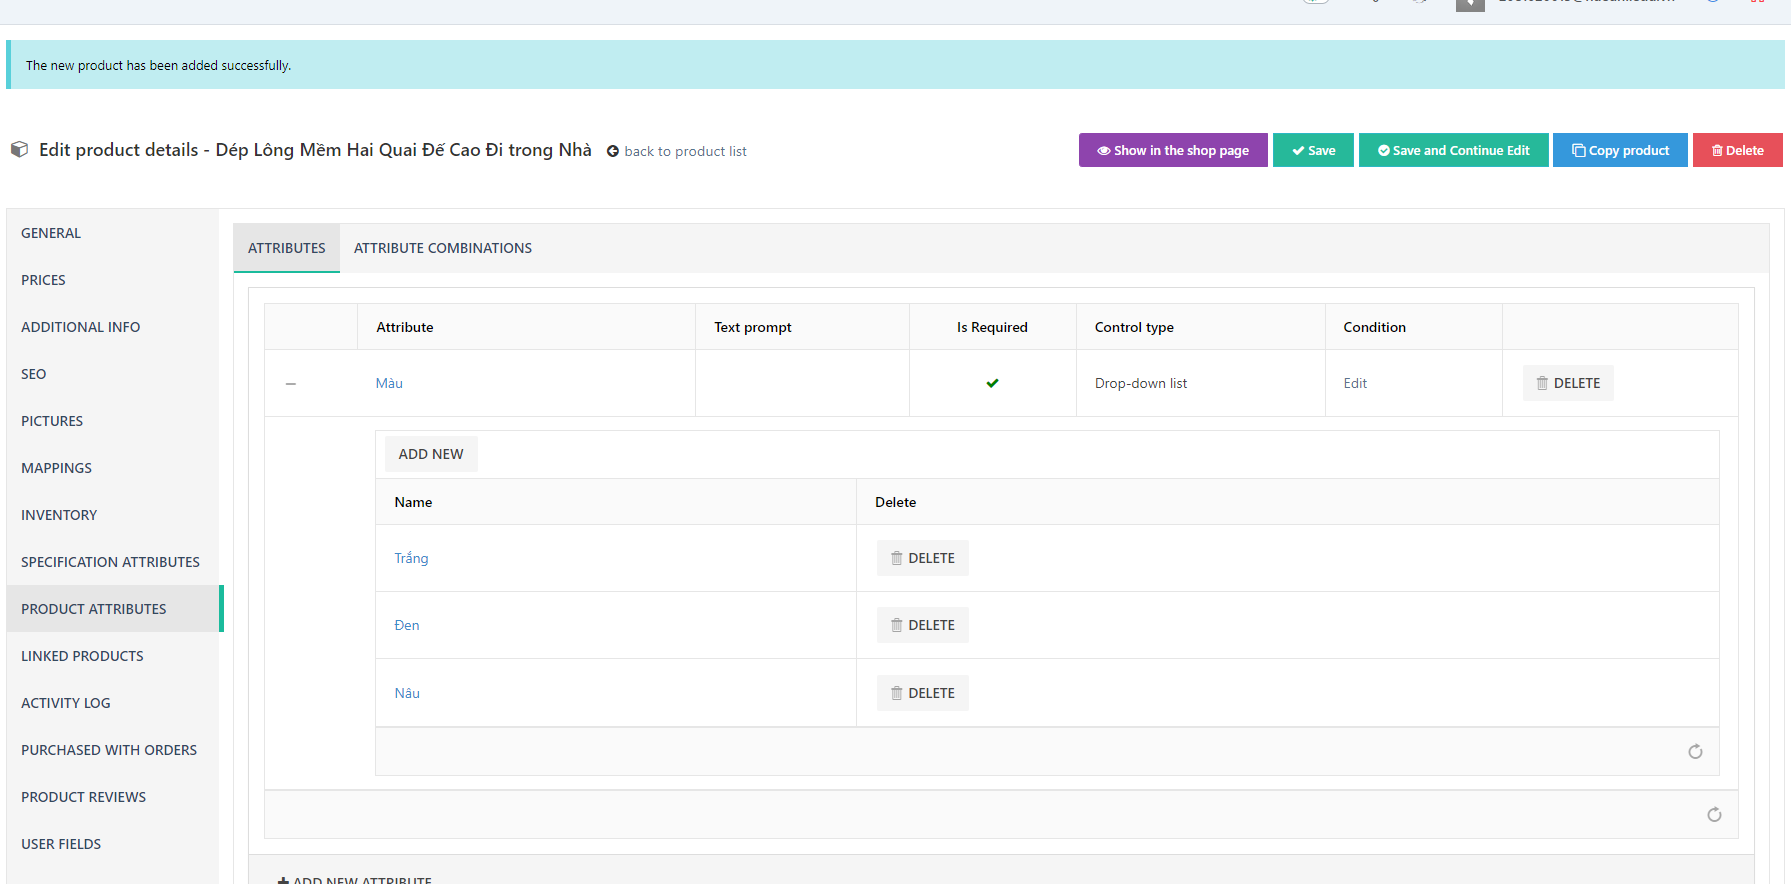 The new product has been added successfully.
Edit product details - Dép Lông Mềm Hai Quai Đế Cao Đi trong Nhà back to product list
Show in the shop page
Save
Save and Continue Edit
Copy product
Delete
GENERAL
PRICES
ADDITIONAL INFO
SEO
PICTURES
MAPPINGS
INVENTORY
SPECIFICATION ATTRIBUTES
PRODUCT ATTRIBUTES
LINKED PRODUCTS
ACTIVITY LOG
PURCHASED WITH ORDERS
PRODUCT REVIEWS
USER FIELDS
ATTRIBUTES ATTRIBUTE COMBINATIONS
Attribute Text prompt Is Required Control type Condition
Màu Drop-down list Edit DELETE
ADD NEW
Name Delete
Trắng DELETE
Đen DELETE
Nâu DELETE
ADD NEW ATTRIBUTE